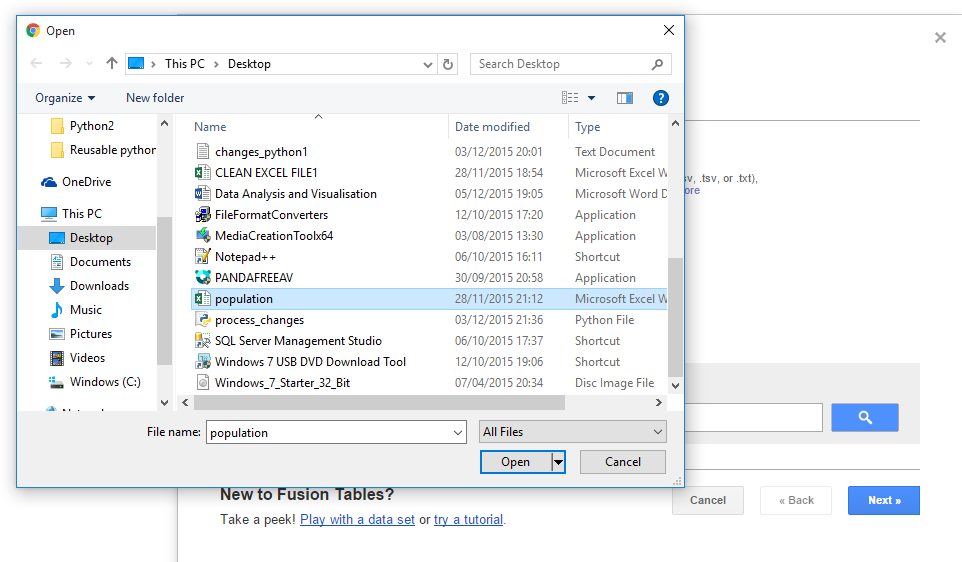 Open
This PC > Desktop
Search Desktop
Organize
New folder
Python2
Reusable python
OneDrive
This PC
Desktop
Documents
Downloads
Music
Pictures
Videos
Windows (C:)
Name Date modified Type
changes_python1 03/12/2015 20:01 Text Document
CLEAN EXCEL FILE1 28/11/2015 18:54 Microsoft Excel W
Data Analysis and Visualisation 05/12/2015 19:05 Microsoft Word D
FileFormatConverters 12/10/2015 17:20 Application
MediaCreationToolx64 03/08/2015 13:30 Application
Notepad++ 06/10/2015 16:11 Shortcut
PANDAFREEAV 30/09/2015 20:58 Application
population 28/11/2015 21:12 Microsoft Excel W
process_changes 03/12/2015 21:36 Python File
SQL Server Management Studio 06/10/2015 17:37 Shortcut
Windows 7 USB DVD Download Tool 12/10/2015 19:06 Shortcut
Windows_7_Starter_32_Bit 07/04/2015 20:34 Disc Image File
File name: population
All Files
Open
Cancel
sv, .tsv, or .txt),
ore
New to Fusion Tables?
Take a peek! Play with a data set or try a tutorial.
Cancel
« Back
Next »